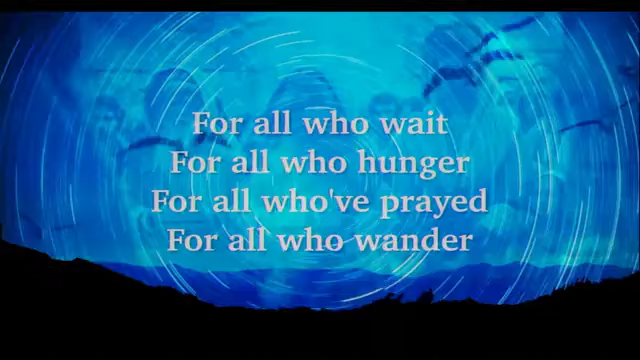 For all who wait
For all who hunger
For all who've prayed
For all who wander